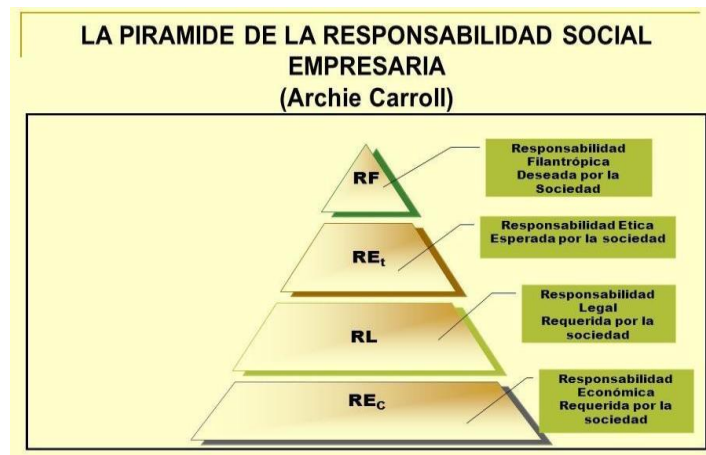 LA PIRAMIDE DE LA RESPONSABILIDAD SOCIAL
EMPRESARIA
(Archie Carroll)
RF
Responsabilidad
Filantrópica
Deseada por la
Sociedad
REt
Responsabilidad Etica
Esperada por la sociedad
RL
Responsabilidad
Legal
Requerida por la
sociedad
REC
Responsabilidad
Económica
Requerida por la
sociedad